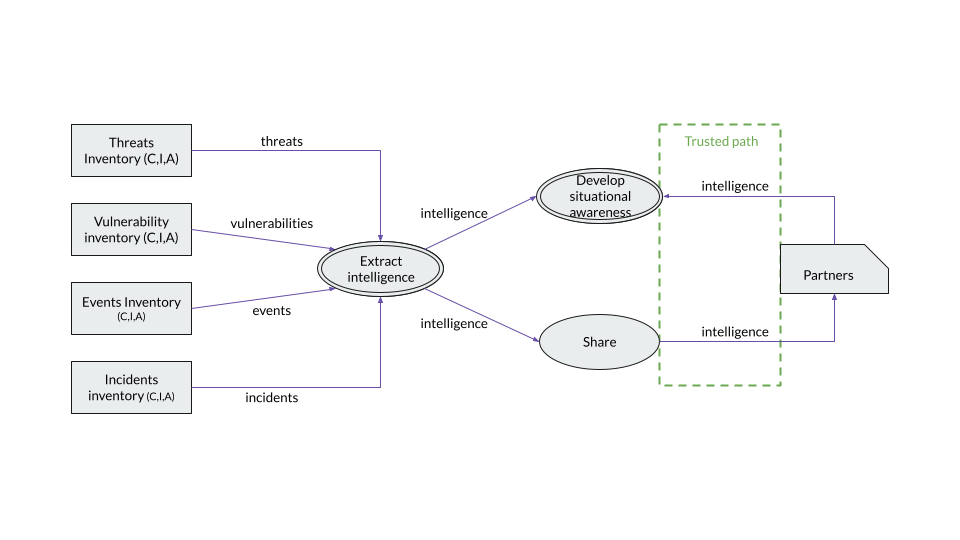 Threats
Inventory (C,I,A)
threats
Trusted path
Vulnerability
inventory (C,I,A)
vulnerabilities
intelligence
Develop
situational
awareness
intelligence
Extract
intelligence
Partners
Events Inventory
(C,I,A)
events
intelligence
Share
intelligence
Incidents
inventory (C,I,A)
incidents